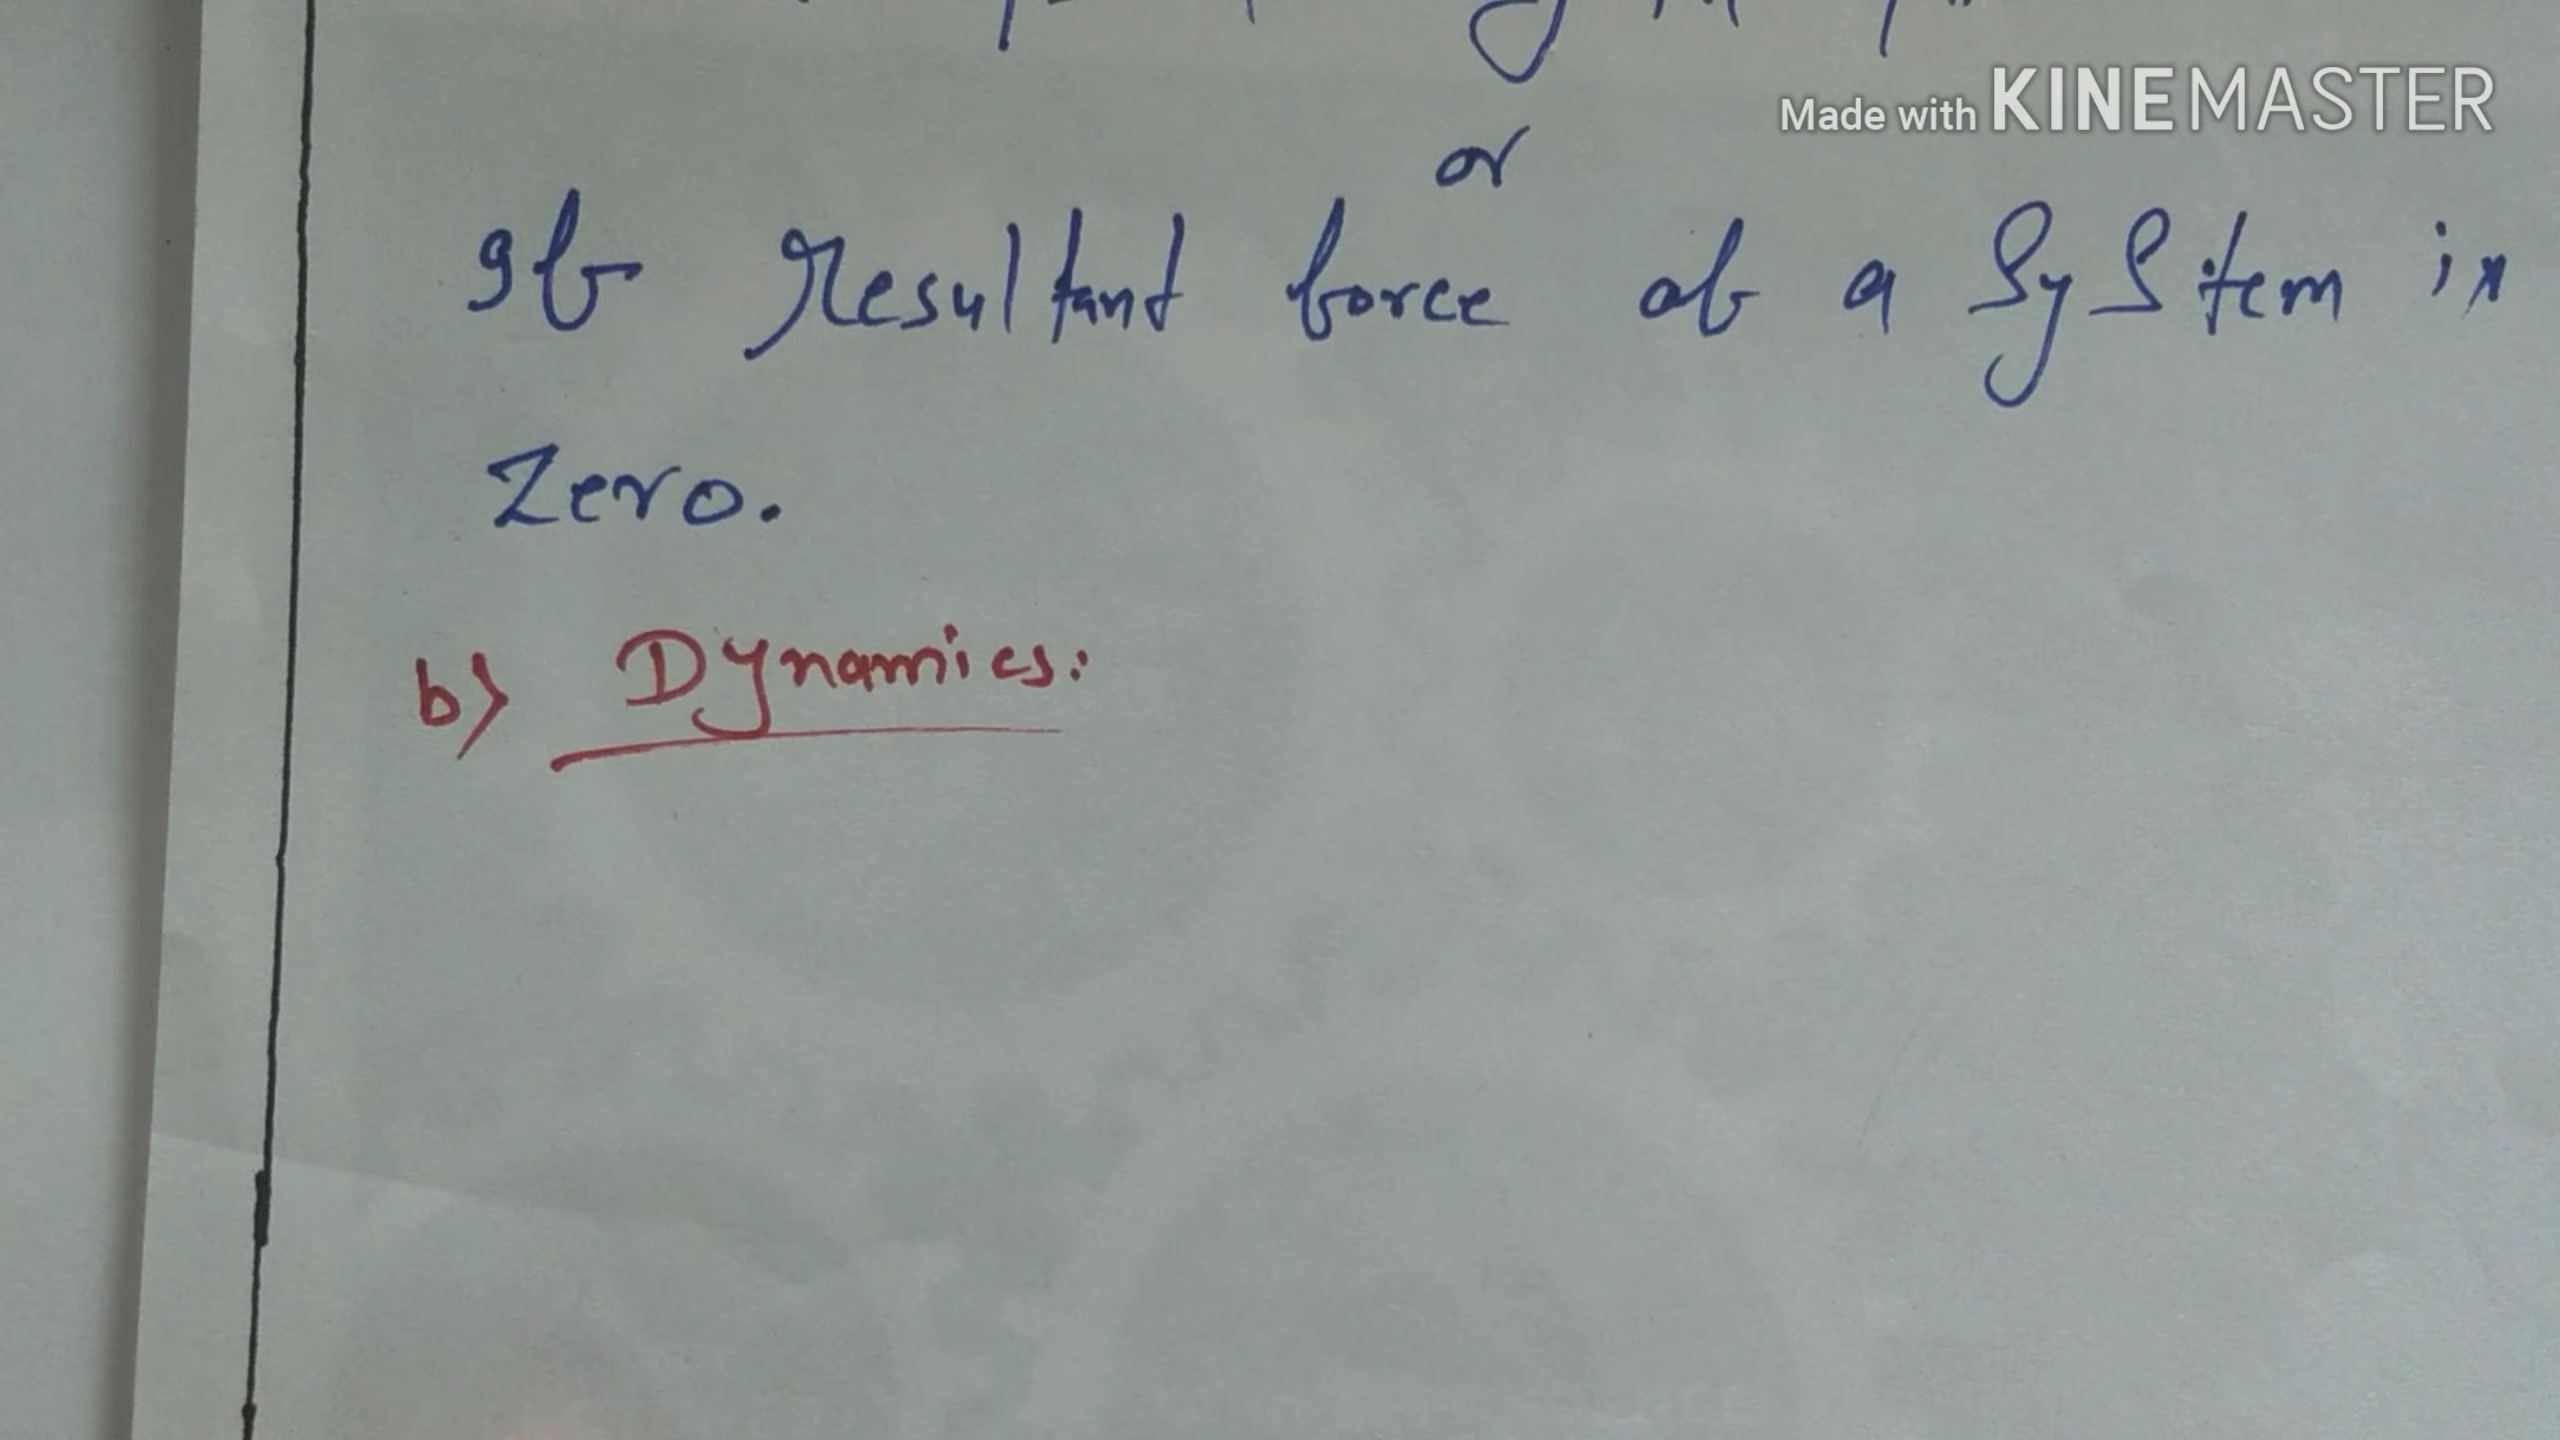 Made with KINEMASTER
or
If resultant force of a SyStem is
Zero.
b) Dynamics: